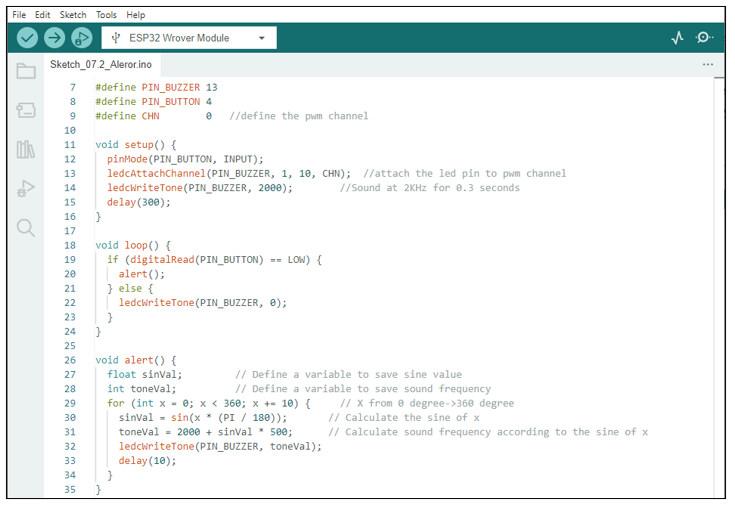 File Edit Sketch Tools Help
ESP32 Wrover Module
Sketch_07.2_Aleror.ino
7 #define PIN_BUZZER 13
8 #define PIN_BUTTON 4
9 #define CHN 0 //define the pwm channel
10
11 void setup() {
12 pinMode(PIN_BUTTON, INPUT);
13 ledcAttachChannel(PIN_BUZZER, 1, 10, CHN); //attach the led pin to pwm channel
14 ledcWriteTone(PIN_BUZZER, 2000); //Sound at 2KHz for 0.3 seconds
15 delay(300);
16 }
17
18 void loop() {
19 if (digitalRead(PIN_BUTTON) == LOW) {
20 alert();
21 } else {
22 ledcWriteTone(PIN_BUZZER, 0);
23 }
24 }
25
26 void alert() {
27 float sinVal; // Define a variable to save sine value
28 int toneVal; // Define a variable to save sound frequency
29 for (int x = 0; x < 360; x += 10) { // X from 0 degree->360 degree
30 sinVal = sin(x * (PI / 180)); // Calculate the sine of x
31 toneVal = 2000 + sinVal * 500; // Calculate sound frequency according to the sine of x
32 ledcWriteTone(PIN_BUZZER, toneVal);
33 delay(10);
34 }
35 }